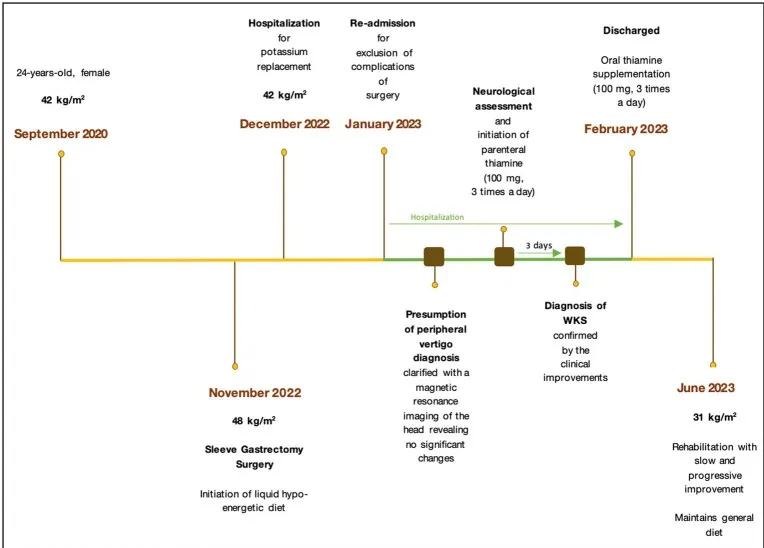 24-years-old, female
42 kg/m²
September 2020
Hospitalization
for
potassium
replacement
42 kg/m²
December 2022
Re-admission
for
exclusion of
complications
of
surgery
January 2023
Neurological
assessment
and
initiation of
parenteral
thiamine
(100 mg,
3 times a day)
Discharged
Oral thiamine
supplementation
(100 mg, 3 times
a day)
February 2023
Hospitalization
3 days
November 2022
48 kg/m²
Sleeve Gastrectomy
Surgery
Initiation of liquid hypo-
energetic diet
Presumption
of peripheral
vertigo
diagnosis
clarified with a
magnetic
resonance
imaging of the
head revealing
no significant
changes
Diagnosis of
WKS
confirmed
by the
clinical
improvements
June 2023
31 kg/m²
Rehabilitation with
slow and
progressive
improvement
Maintains general
diet